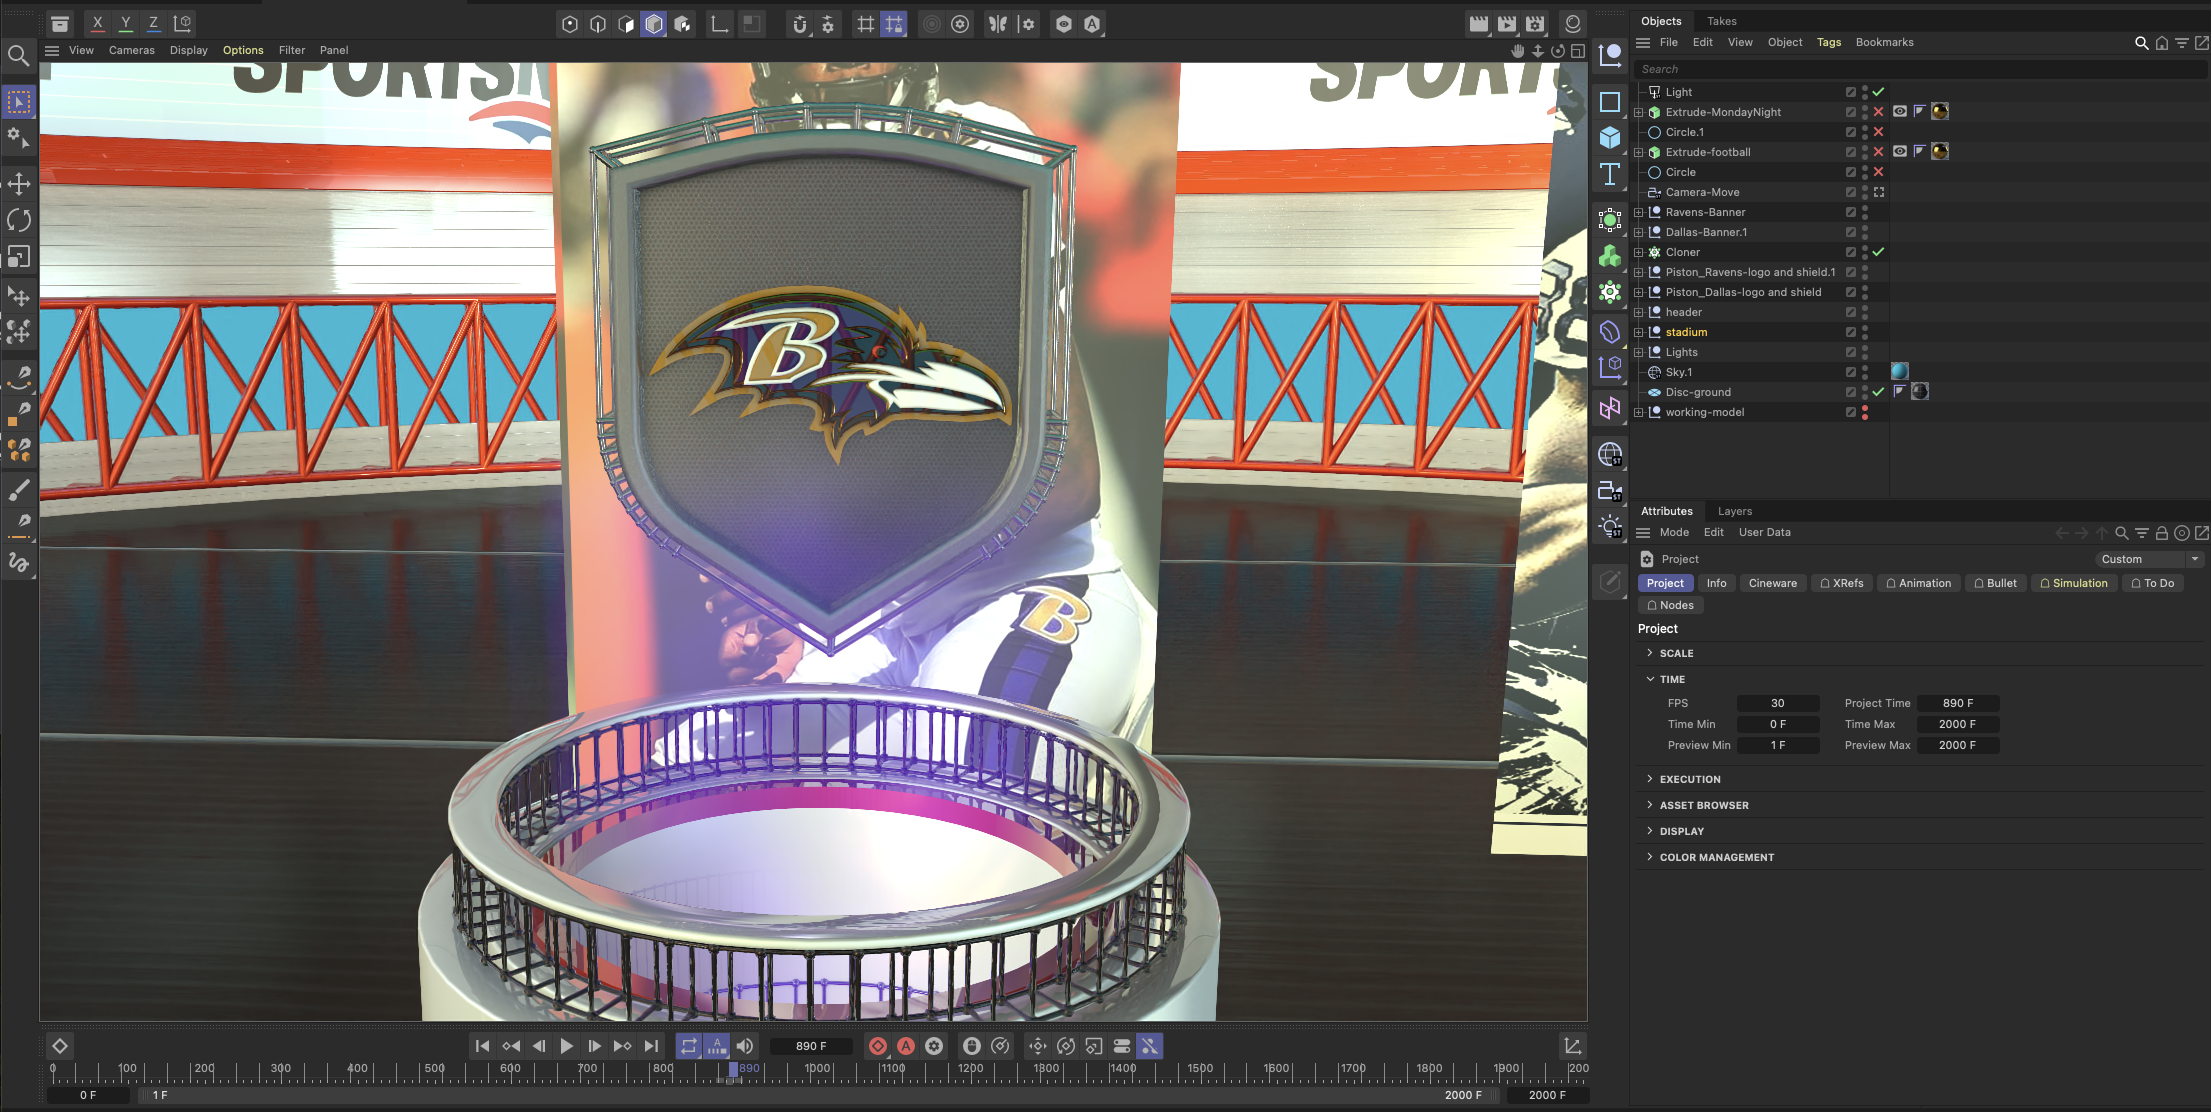 X Y Z
View Cameras Display Options Filter Panel
SPORTS
SPORTS
B
B
Objects Takes
File Edit View Object Tags Bookmarks
Search
Light
Extrude-MondayNight
Circle.1
Extrude-football
Circle
Camera-Move
Ravens-Banner
Dallas-Banner.1
Cloner
Piston_Ravens-logo and shield.1
Piston_Dallas-logo and shield
header
stadium
Lights
Sky.1
Disc-ground
working-model
Attributes Layers
Mode Edit User Data
Project Custom
Project Info Cineware XRefs Animation Bullet Simulation To Do
Nodes
Project
SCALE
TIME
FPS 30 Project Time 890 F
Time Min 0 F Time Max 2000 F
Preview Min 1 F Preview Max 2000 F
EXECUTION
ASSET BROWSER
DISPLAY
COLOR MANAGEMENT
890 F
0 100 200 300 400 500 600 700 800 890 1000 1100 1200 1300 1400 1500 1600 1700 1800 1900 200
0 F 1 F 2000 F 2000 F